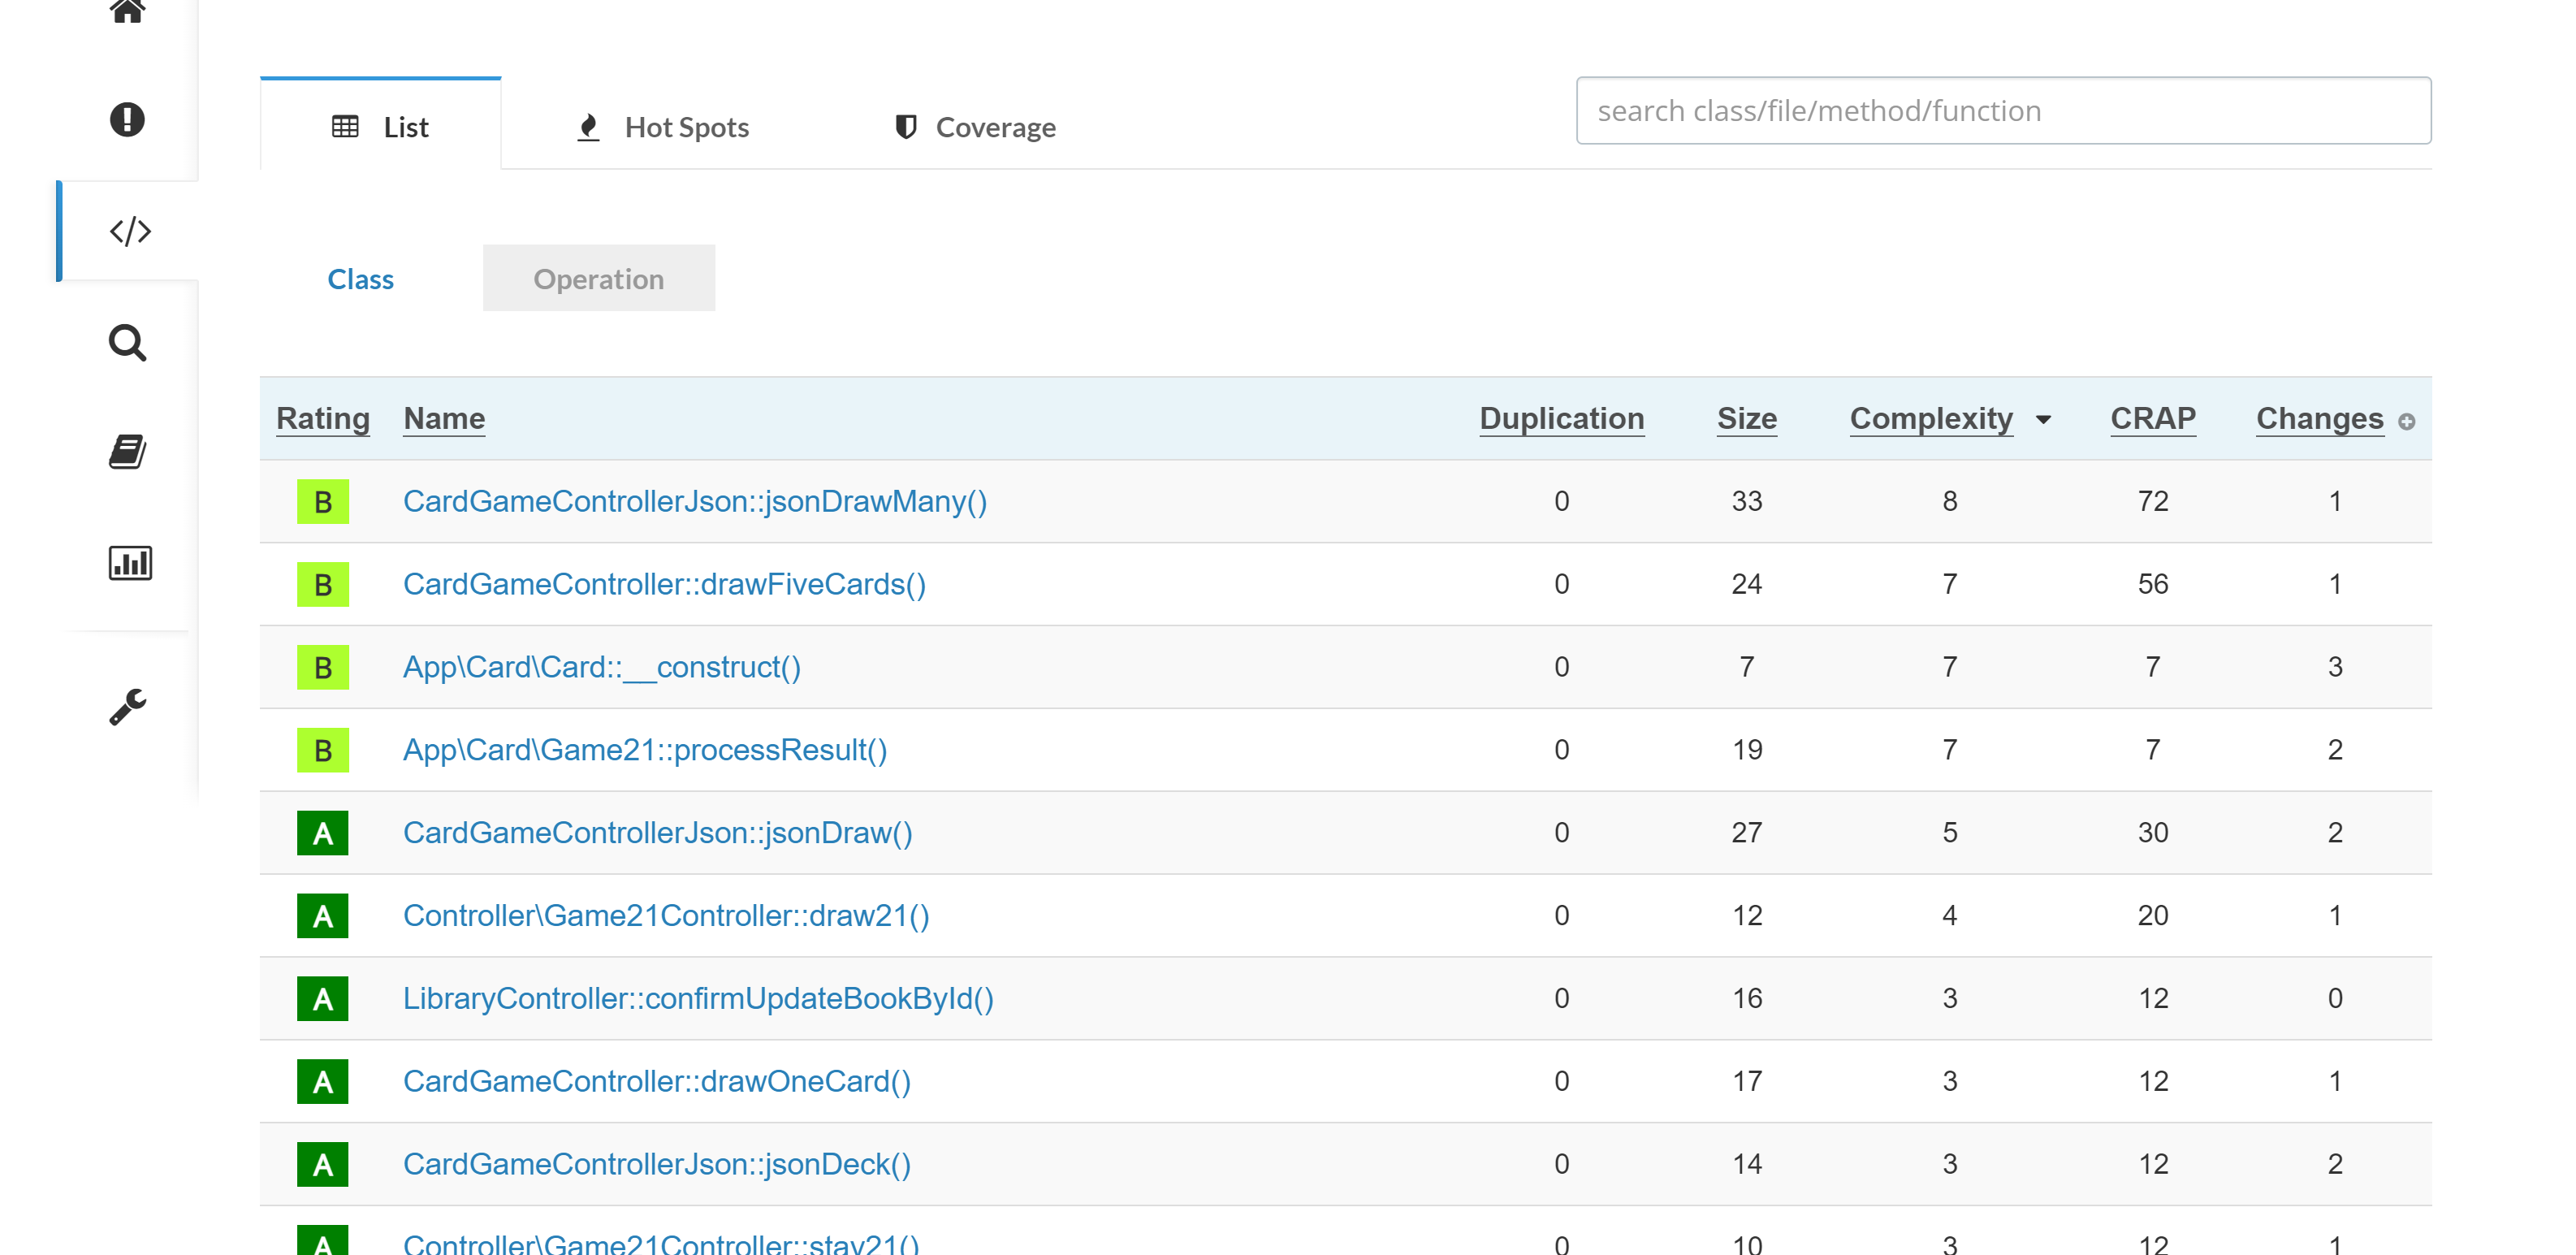 List Hot Spots Coverage search class/file/method/function
Class Operation
Rating Name Duplication Size Complexity CRAP Changes
B CardGameControllerJson::jsonDrawMany() 0 33 8 72 1
B CardGameController::drawFiveCards() 0 24 7 56 1
B App\Card\Card::__construct() 0 7 7 7 3
B App\Card\Game21::processResult() 0 19 7 7 2
A CardGameControllerJson::jsonDraw() 0 27 5 30 2
A Controller\Game21Controller::draw21() 0 12 4 20 1
A LibraryController::confirmUpdateBookById() 0 16 3 12 0
A CardGameController::drawOneCard() 0 17 3 12 1
A CardGameControllerJson::jsonDeck() 0 14 3 12 2
A Controller\Game21Controller::stay21() 0 10 3 12 1